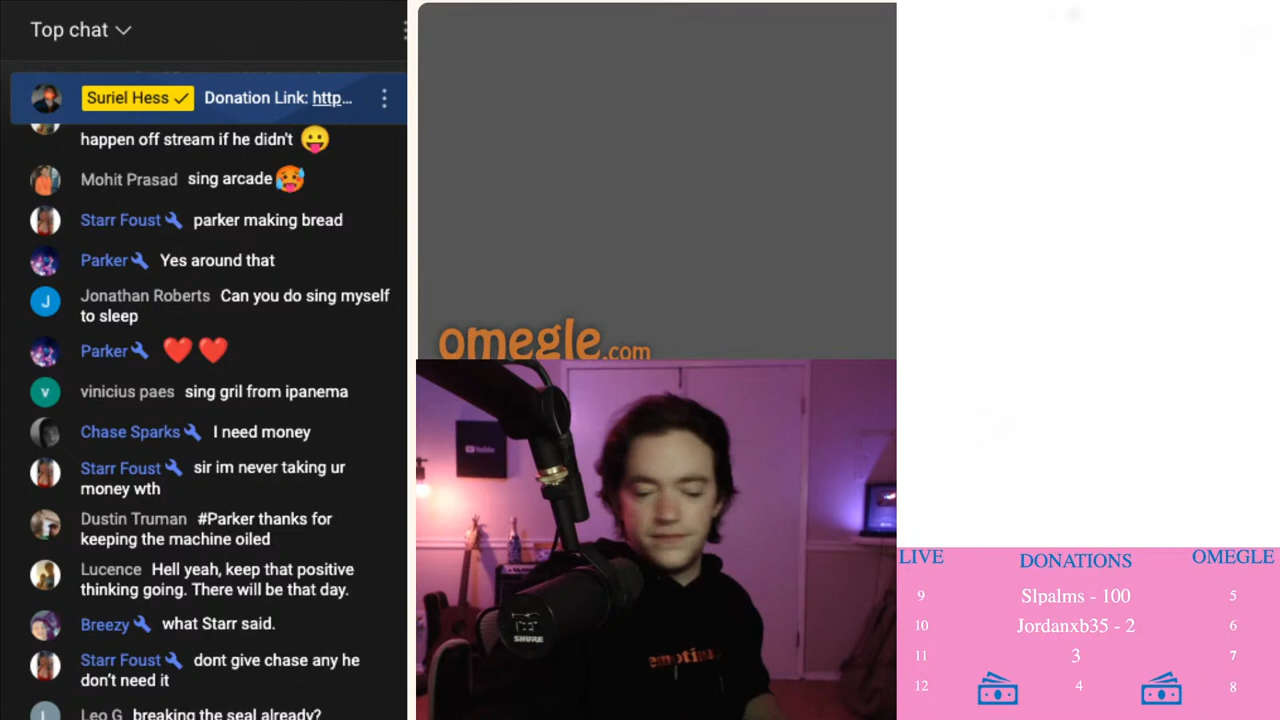 Top chat
Suriel Hess Donation Link: http...
happen off stream if he didn't
Mohit Prasad sing arcade
Starr Foust parker making bread
Parker Yes around that
J Jonathan Roberts Can you do sing myself
to sleep
Parker
v vinicius paes sing gril from ipanema
Chase Sparks I need money
Starr Foust sir im never taking ur
money wth
Dustin Truman #Parker thanks for
keeping the machine oiled
Lucence Hell yeah, keep that positive
thinking going. There will be that day.
Breezy what Starr said.
Starr Foust dont give chase any he
don't need it
L Leo G breaking the seal already?
omegle.com
YouTube
SHURE
LIVE DONATIONS OMEGLE
9 Slpalms - 100 5
10 Jordanxb35 - 2 6
11 3 7
12 4 8